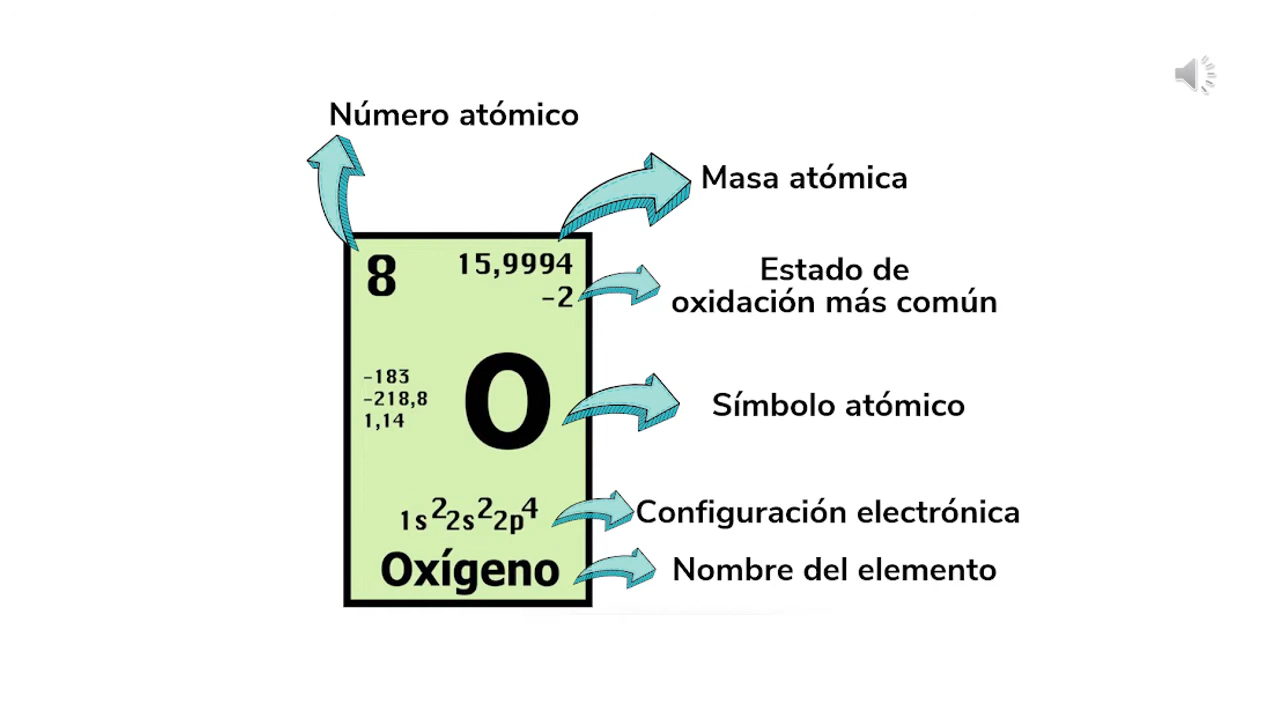 Número atómico
Masa atómica
8
15,9994
-2
Estado de
oxidación más común
-183
-218,8
1,14
O
Símbolo atómico
1s²2s²2p⁴
Configuración electrónica
Oxígeno
Nombre del elemento